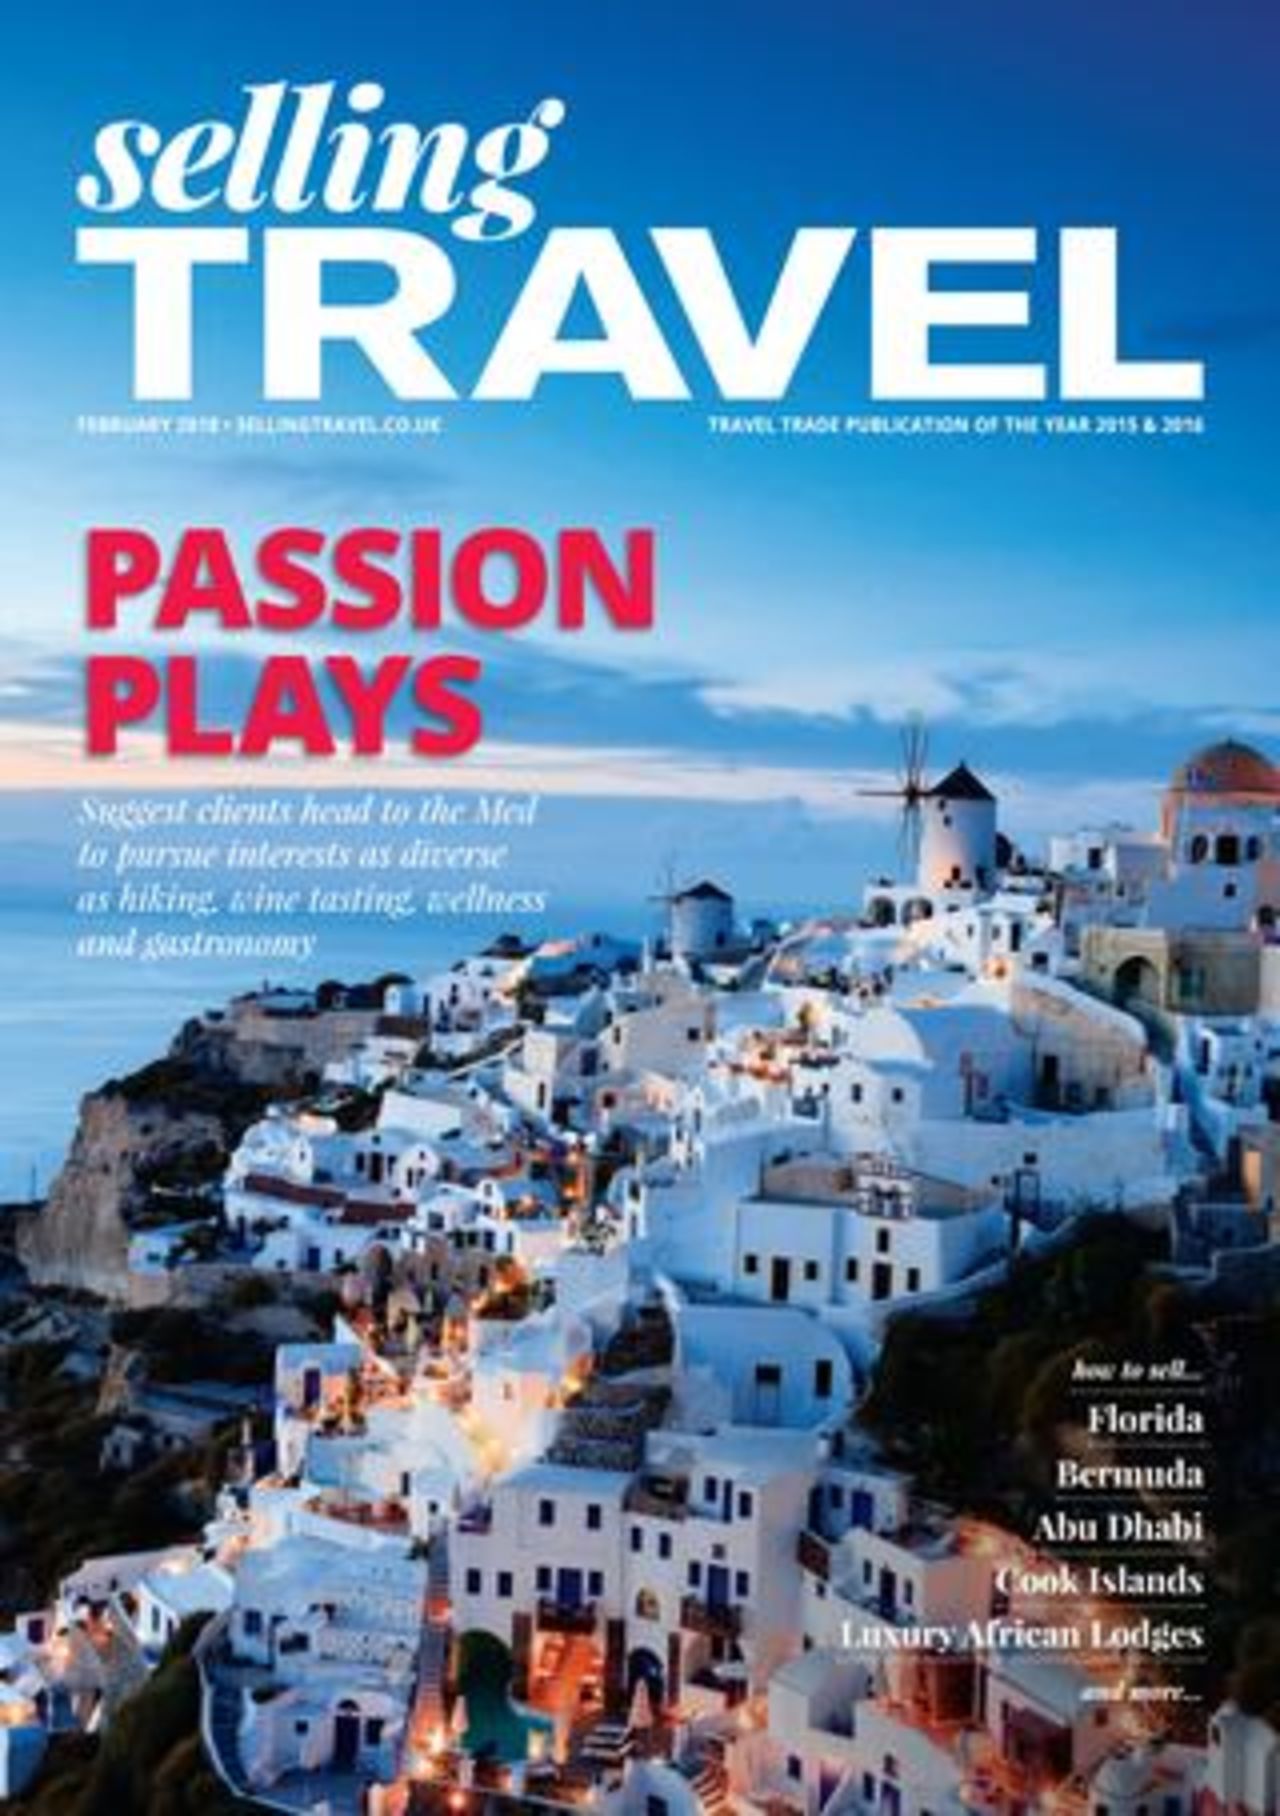 selling
TRAVEL
FEBRUARY 2018 • SELLINGTRAVEL.CO.UK
TRAVEL TRADE PUBLICATION OF THE YEAR 2015 & 2016
PASSION
PLAYS
Suggest clients head to the Med
to pursue interests as diverse
as hiking, wine tasting, wellness
and gastronomy
how to sell...
Florida
Bermuda
Abu Dhabi
Cook Islands
Luxury African Lodges
and more...